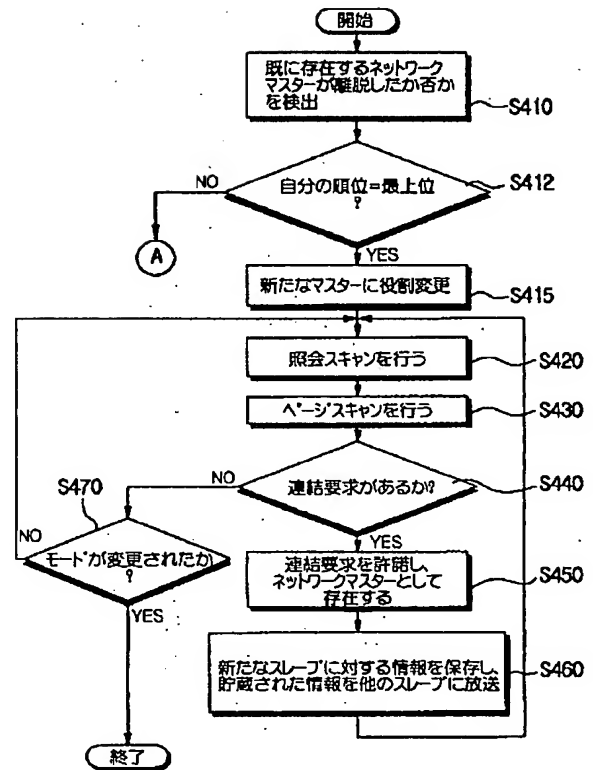 開始
既に存在するネットワーク
マスターが離脱したか否か
を検出
S410
自分の順位=最上位
?
S412
NO
A
YES
新たなマスターに役割変更
S415
照会スキャンを行う
S420
ページスキャンを行う
S430
連結要求があるか?
S440
NO
S470
モードが変更されたか
?
NO
YES
YES
連結要求を許諾し、
ネットワークマスターとして
存在する
S450
新たなスレーブに対する情報を保存し、
貯蔵された情報を他のスレーブに放送
S460
終了